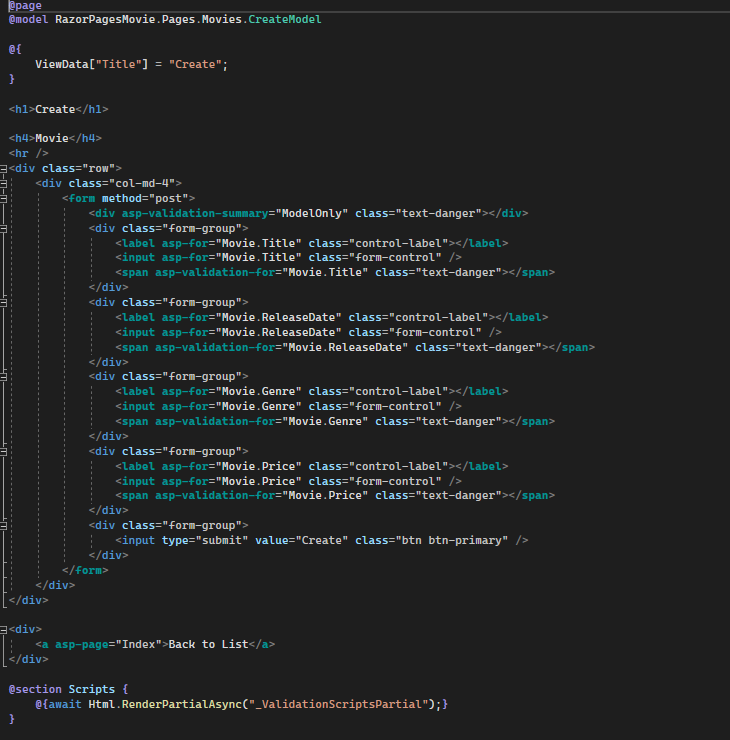 @page
@model RazorPagesMovie.Pages.Movies.CreateModel

@{
    ViewData["Title"] = "Create";
}

<h1>Create</h1>

<h4>Movie</h4>
<hr />
<div class="row">
    <div class="col-md-4">
        <form method="post">
            <div asp-validation-summary="ModelOnly" class="text-danger"></div>
            <div class="form-group">
                <label asp-for="Movie.Title" class="control-label"></label>
                <input asp-for="Movie.Title" class="form-control" />
                <span asp-validation-for="Movie.Title" class="text-danger"></span>
            </div>
            <div class="form-group">
                <label asp-for="Movie.ReleaseDate" class="control-label"></label>
                <input asp-for="Movie.ReleaseDate" class="form-control" />
                <span asp-validation-for="Movie.ReleaseDate" class="text-danger"></span>
            </div>
            <div class="form-group">
                <label asp-for="Movie.Genre" class="control-label"></label>
                <input asp-for="Movie.Genre" class="form-control" />
                <span asp-validation-for="Movie.Genre" class="text-danger"></span>
            </div>
            <div class="form-group">
                <label asp-for="Movie.Price" class="control-label"></label>
                <input asp-for="Movie.Price" class="form-control" />
                <span asp-validation-for="Movie.Price" class="text-danger"></span>
            </div>
            <div class="form-group">
                <input type="submit" value="Create" class="btn btn-primary" />
            </div>
        </form>
    </div>
</div>

<div>
    <a asp-page="Index">Back to List</a>
</div>

@section Scripts {
    @{await Html.RenderPartialAsync("_ValidationScriptsPartial");}
}